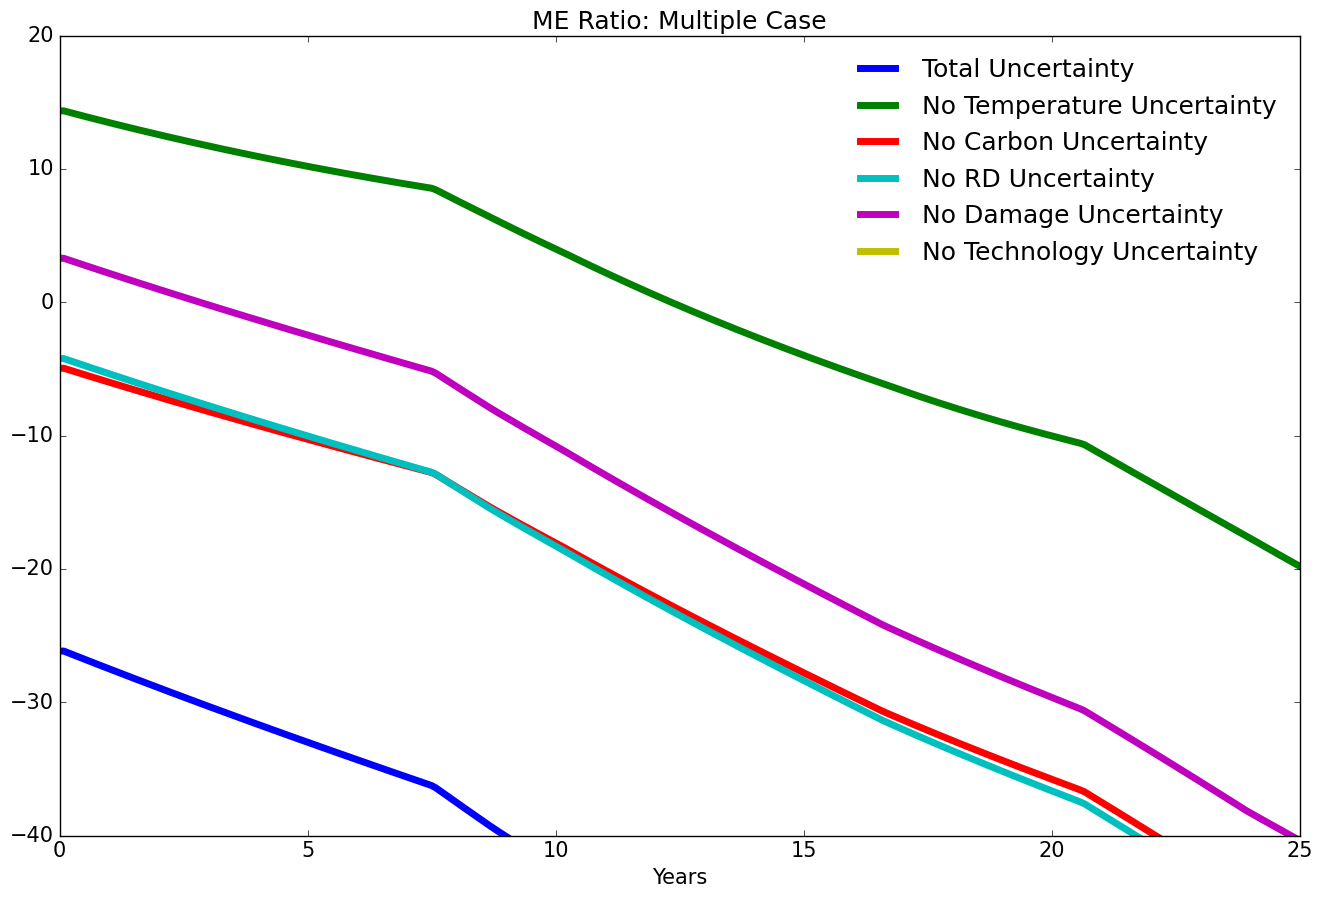 ME Ratio: Multiple Case
20
10
0
−10
−20
−30
−40
Total Uncertainty
No Temperature Uncertainty
No Carbon Uncertainty
No RD Uncertainty
No Damage Uncertainty
No Technology Uncertainty
0 5 10 15 20 25
Years